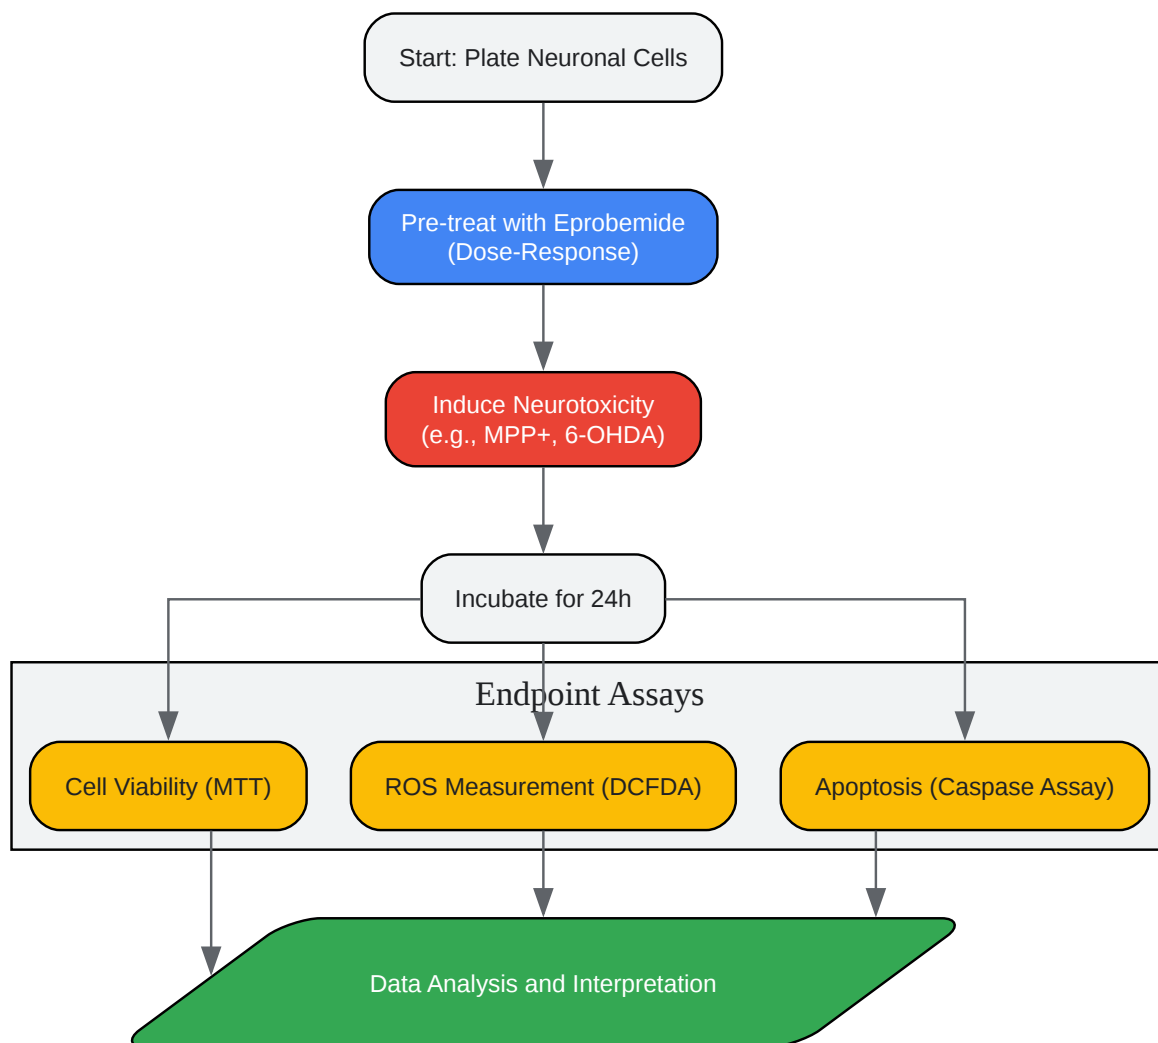 Start: Plate Neuronal Cells
Pre-treat with Eprobemide
(Dose-Response)
Induce Neurotoxicity
(e.g., MPP+, 6-OHDA)
Incubate for 24h
Endpoint Assays
Cell Viability (MTT)
ROS Measurement (DCFDA)
Apoptosis (Caspase Assay)
Data Analysis and Interpretation